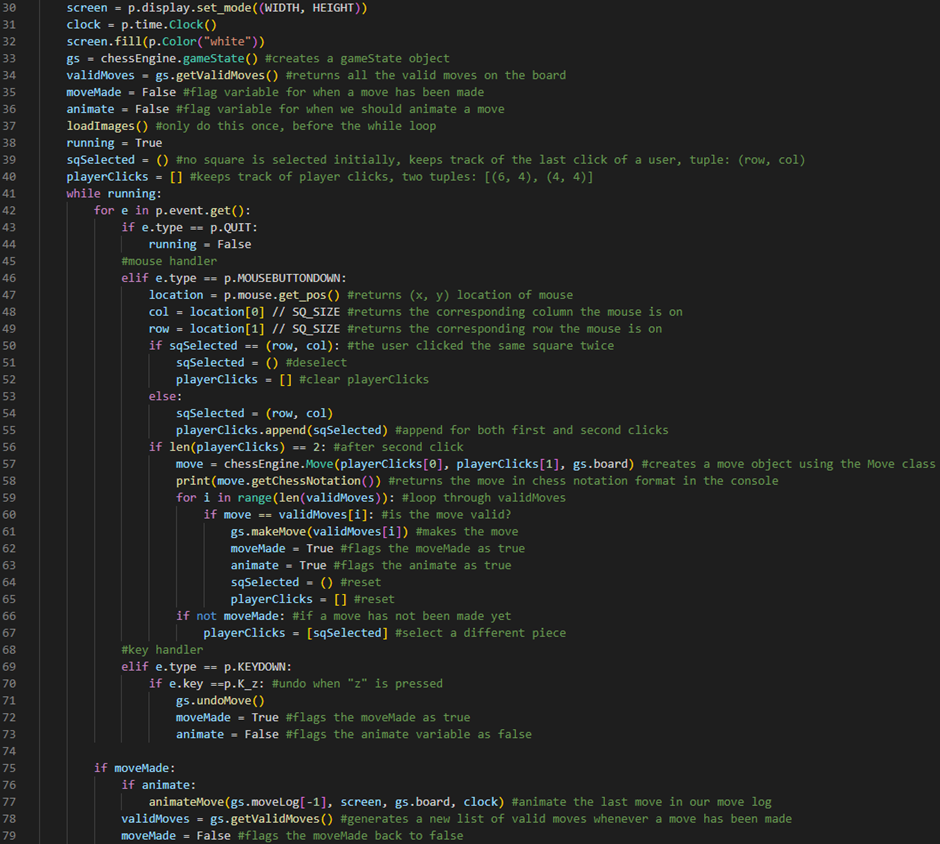 30 screen = p.display.set_mode((WIDTH, HEIGHT))
31 clock = p.time.Clock()
32 screen.fill(p.Color("white"))
33 gs = chessEngine.gameState() #creates a gameState object
34 validMoves = gs.getValidMoves() #returns all the valid moves on the board
35 moveMade = False #flag variable for when a move has been made
36 animate = False #flag variable for when we should animate a move
37 loadImages() #only do this once, before the while loop
38 running = True
39 sqSelected = () #no square is selected initially, keeps track of the last click of a user, tuple: (row, col)
40 playerClicks = [] #keeps track of player clicks, two tuples: [(6, 4), (4, 4)]
41 while running:
42 for e in p.event.get():
43 if e.type == p.QUIT:
44 running = False
45 #mouse handler
46 elif e.type == p.MOUSEBUTTONDOWN:
47 location = p.mouse.get_pos() #returns (x, y) location of mouse
48 col = location[0] // SQ_SIZE #returns the corresponding column the mouse is on
49 row = location[1] // SQ_SIZE #returns the corresponding row the mouse is on
50 if sqSelected == (row, col): #the user clicked the same square twice
51 sqSelected = () #deselect
52 playerClicks = [] #clear playerClicks
53 else:
54 sqSelected = (row, col)
55 playerClicks.append(sqSelected) #append for both first and second clicks
56 if len(playerClicks) == 2: #after second click
57 move = chessEngine.Move(playerClicks[0], playerClicks[1], gs.board) #creates a move object using the Move class
58 print(move.getChessNotation()) #returns the move in chess notation format in the console
59 for i in range(len(validMoves)): #loop through validMoves
60 if move == validMoves[i]: #is the move valid?
61 gs.makeMove(validMoves[i]) #makes the move
62 moveMade = True #flags the moveMade as true
63 animate = True #flags the animate as true
64 sqSelected = () #reset
65 playerClicks = [] #reset
66 if not moveMade: #if a move has not been made yet
67 playerClicks = [sqSelected] #select a different piece
68 #key handler
69 elif e.type == p.KEYDOWN:
70 if e.key ==p.K_z: #undo when "z" is pressed
71 gs.undoMove()
72 moveMade = True #flags the moveMade as true
73 animate = False #flags the animate variable as false
74
75 if moveMade:
76 if animate:
77 animateMove(gs.moveLog[-1], screen, gs.board, clock) #animate the last move in our move log
78 validMoves = gs.getValidMoves() #generates a new list of valid moves whenever a move has been made
79 moveMade = False #flags the moveMade back to false